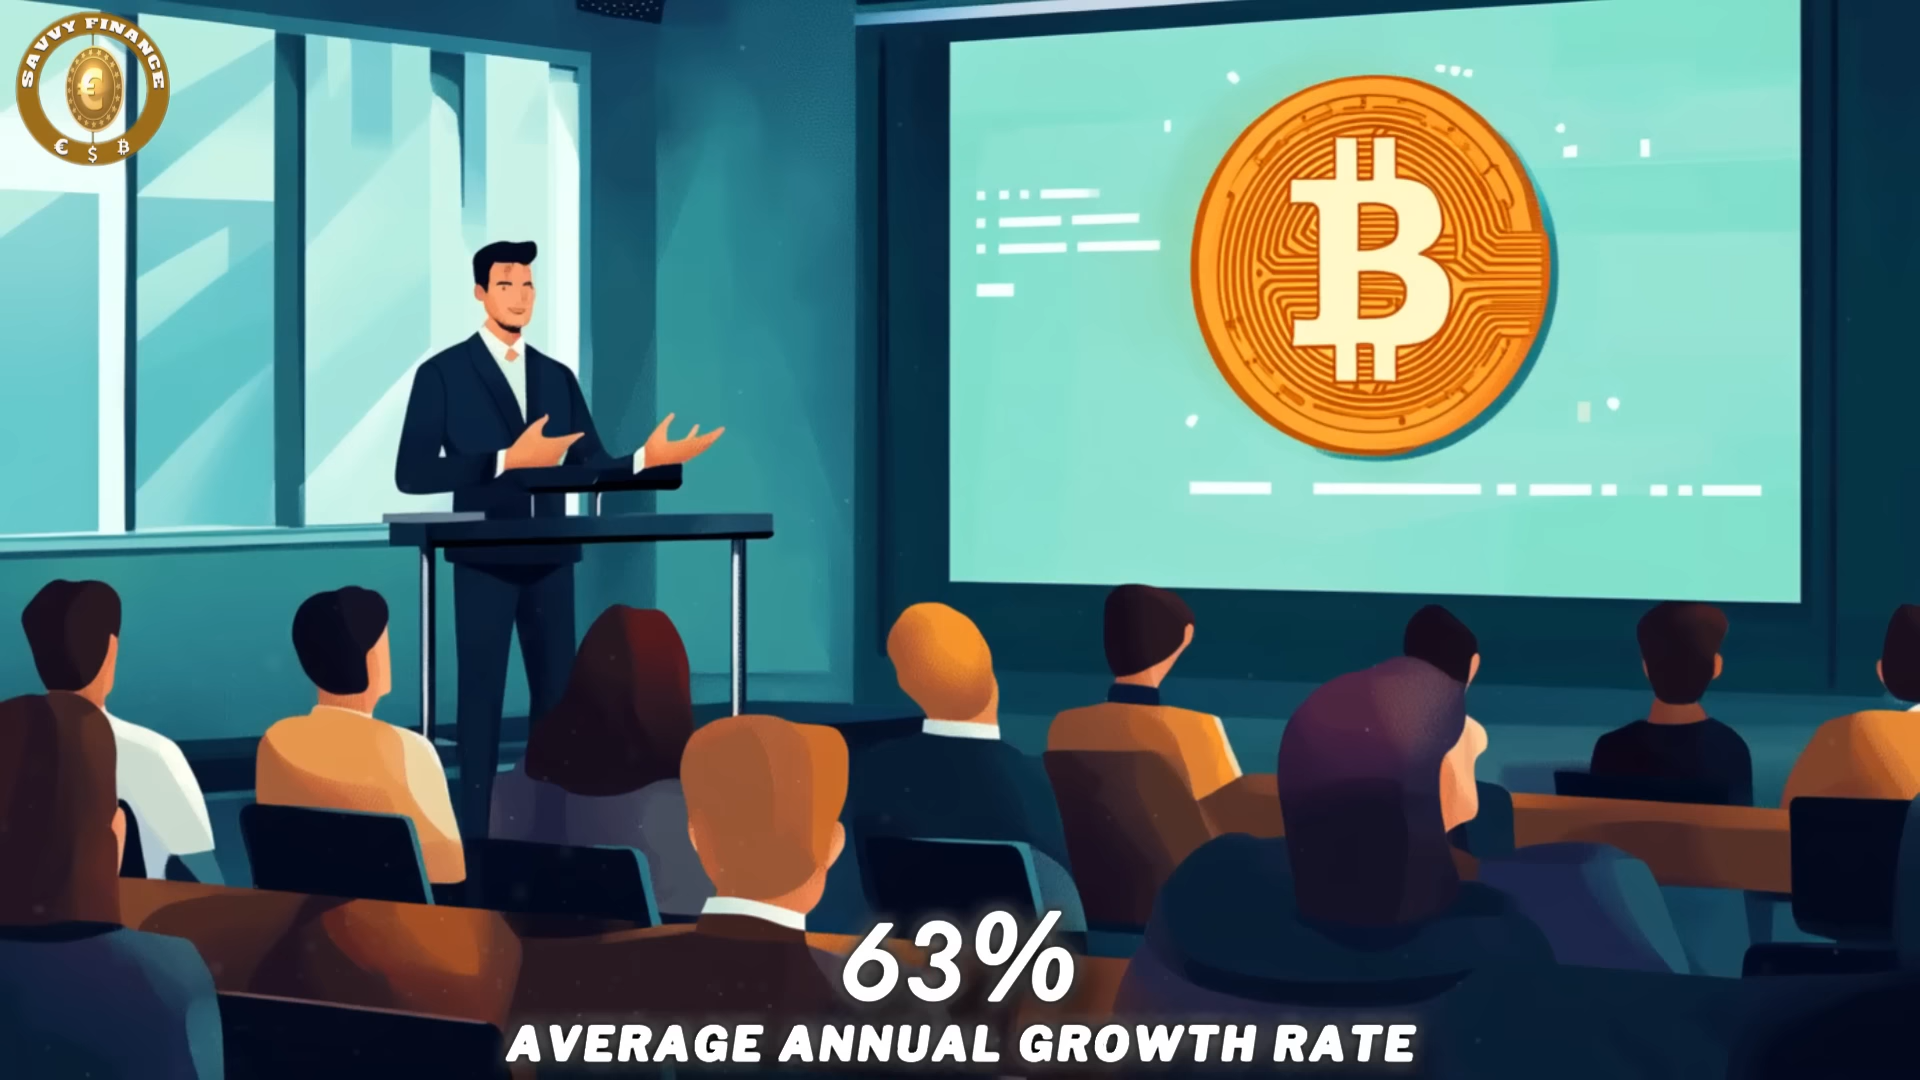 SAVVY FINANCE
€
€ $ ₿
₿
63%
AVERAGE ANNUAL GROWTH RATE